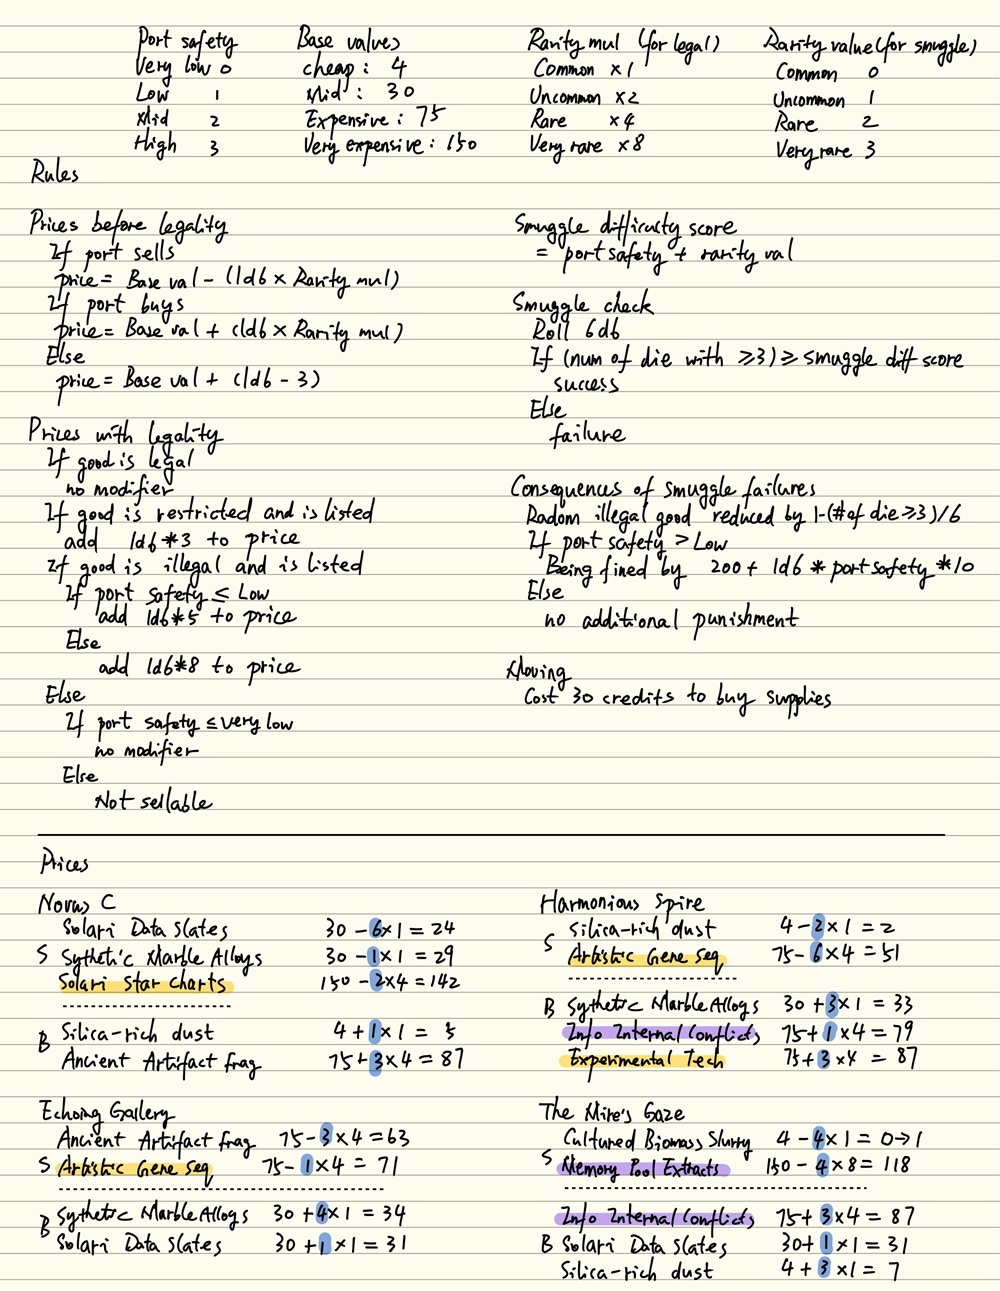 Port safety
Very low 0
Low 1
Mid 2
High 3
Base values
cheap: 4
Mid: 30
Expensive: 75
Very expensive: 150
Rarity mul (for legal)
Common ×1
Uncommon ×2
Rare ×4
Very rare ×8
Rarity value (for smuggle)
Common 0
Uncommon 1
Rare 2
Very rare 3
Rules
Prices before legality
If port sells
price = Base val - (1d6 × Rarity mul)
If port buys
price = Base val + (1d6 × Rarity mul)
Else
price = Base val + (1d6 - 3)
Prices with legality
If good is legal
no modifier
If good is restricted and is listed
add 1d6*3 to price
If good is illegal and is listed
If port safety ≤ Low
add 1d6*5 to price
Else
add 1d6*8 to price
Else
If port safety ≤ very low
no modifier
Else
Not sellable
Smuggle difficulty score
= port safety + rarity val
Smuggle check
Roll 6d6
If (num of die with ≥3) ≥ smuggle diff score
success
Else
failure
Consequences of smuggle failures
Radom illegal good reduced by 1-(# of die ≥3)/6
If port safety > Low
Being fined by 200 + 1d6 * port safety * 10
Else
no additional punishment
Moving
Cost 30 credits to buy supplies
Prices
Novus C
Solari Data Slates 30 - 6×1 = 24
S Sythetic Marble Alloys 30 - 1×1 = 29
Solari Star Charts 150 - 2×4 = 142
B Silica-rich dust 4 + 1×1 = 5
Ancient Artifact frag 75 + 3×4 = 87
Harmonious Spire
Silica-rich dust 4 - 2×1 = 2
S Artistic Gene Seq 75 - 6×4 = 51
B Sythetic Marble Alloys 30 + 3×1 = 33
Info Internal Conflicts 75 + 1×4 = 79
Experimental Tech 75 + 3×4 = 87
Echoing Gallery
Ancient Artifact frag 75 - 3×4 = 63
S Artistic Gene Seq 75 - 1×4 = 71
B Sythetic Marble Alloys 30 + 4×1 = 34
Solari Data Slates 30 + 1×1 = 31
The Mire's Gaze
Cultured Biomass Slurry 4 - 4×1 = 0→1
S Memory Pool Extracts 150 - 4×8 = 118
Info Internal Conflicts 75 + 3×4 = 87
B Solari Data Slates 30 + 1×1 = 31
Silica-rich dust 4 + 3×1 = 7